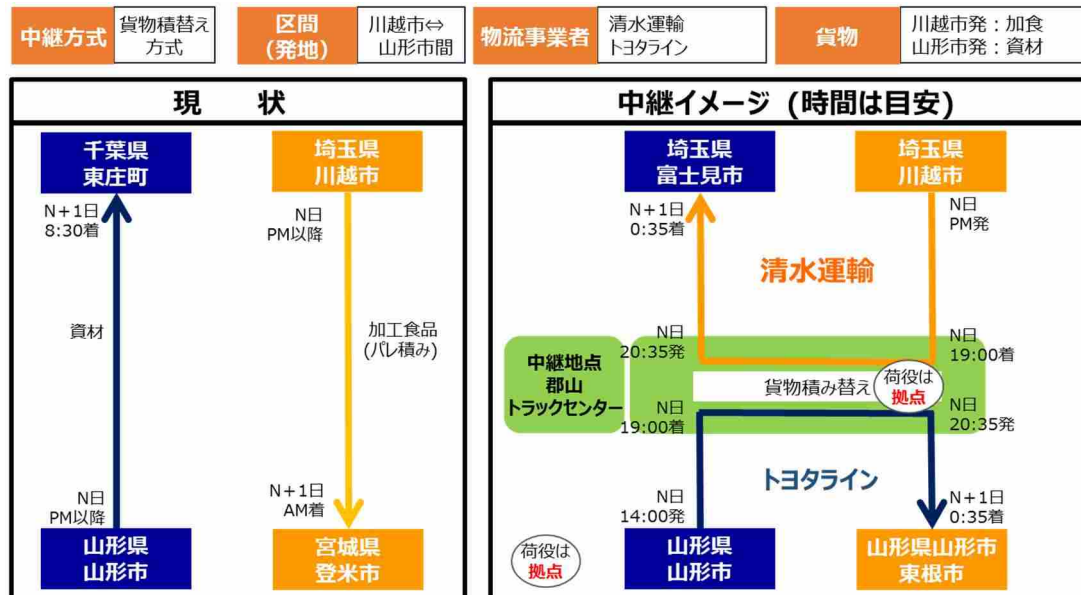 中継方式
貨物積替え
方式
区間
(発地)
川越市⇔
山形市間
物流事業者
清水運輸
トヨタライン
貨物
川越市発：加食
山形市発：資材
現　状
千葉県
東庄町
埼玉県
川越市
N+1日
8:30着
N日
PM以降
資材
加工食品
(パレ積み)
N日
PM以降
N+1日
AM着
山形県
山形市
宮城県
登米市
中継イメージ (時間は目安)
埼玉県
富士見市
埼玉県
川越市
N+1日
0:35着
N日
PM発
清水運輸
N日
20:35発
N日
19:00着
中継地点
郡山
トラックセンター
貨物積み替え
荷役は
拠点
N日
19:00着
N日
20:35発
トヨタライン
N日
14:00発
N+1日
0:35着
荷役は
拠点
山形県
山形市
山形県山形市
東根市